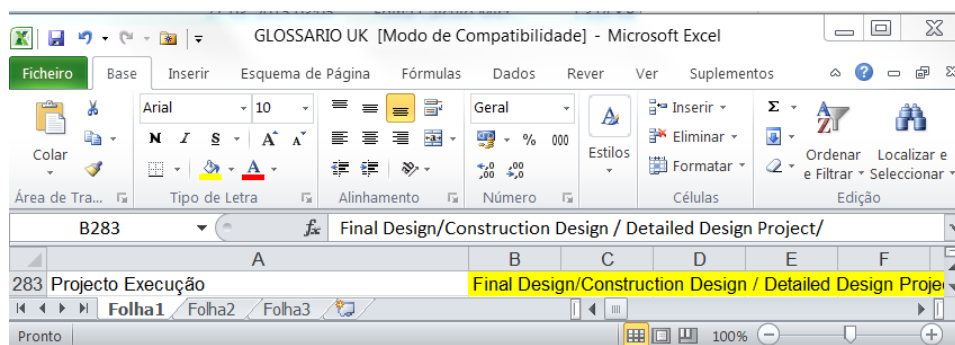 GLOSSARIO UK [Modo de Compatibilidade] - Microsoft Excel
Ficheiro Base Inserir Esquema de Página Fórmulas Dados Rever Ver Suplementos
Colar Arial 10 Geral Estilos Inserir Σ
N I S A A % 000 Eliminar Ordenar e Filtrar Localizar e Seleccionar
A ,00 ,00 Formatar
Área de Tra... Tipo de Letra Alinhamento Número Células Edição
B283 fx Final Design/Construction Design / Detailed Design Project/
A B C D E F
283 Projecto Execução Final Design/Construction Design / Detailed Design Proje
Folha1 Folha2 Folha3
Pronto 100%